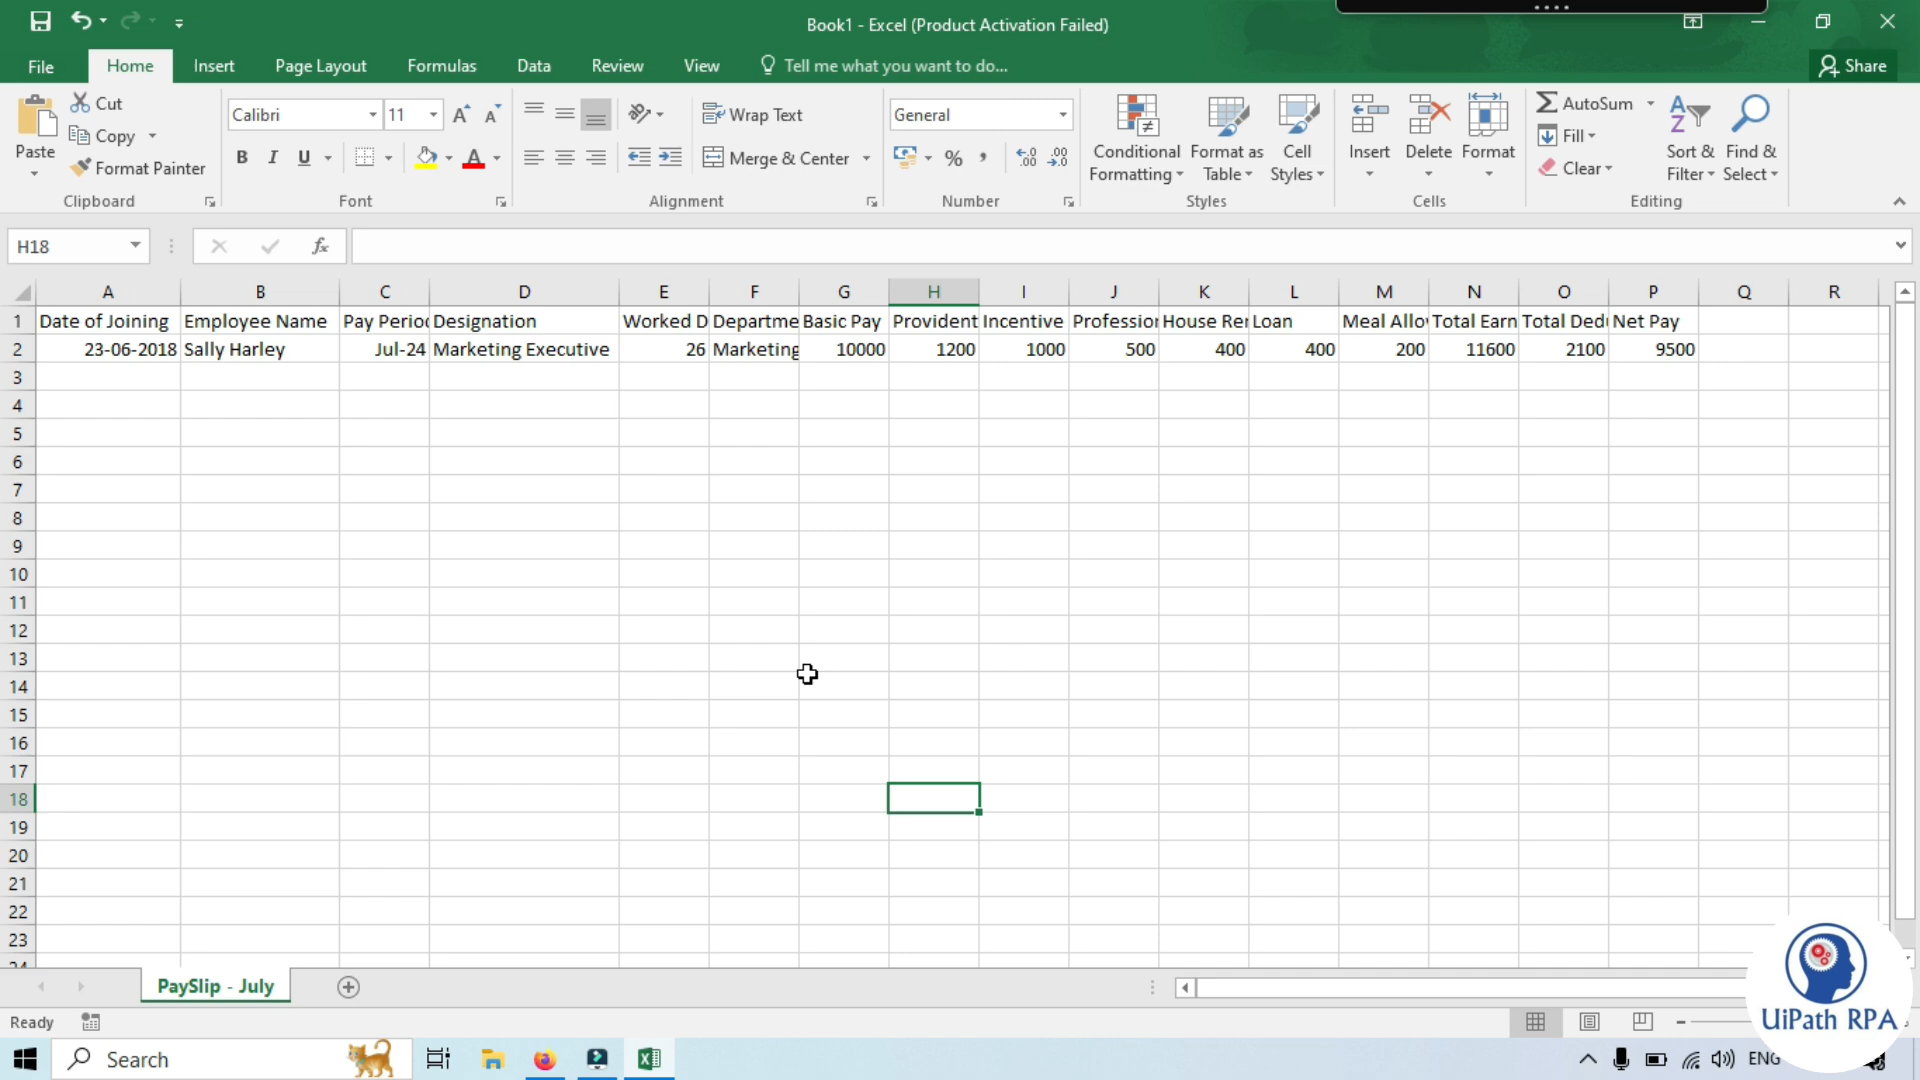 Book1 - Excel (Product Activation Failed)
File Home Insert Page Layout Formulas Data Review View Tell me what you want to do... Share
Cut
Copy
Format Painter
Paste
Clipboard
Calibri 11
B I U
Font
Wrap Text
Merge & Center
Alignment
General
%
Number
Conditional Formatting
Format as Table
Cell Styles
Styles
Insert Delete Format
Cells
AutoSum
Fill
Clear
Sort & Filter
Find & Select
Editing
H18 fx
A B C D E F G H I J K L M N O P Q R
1 Date of Joining Employee Name Pay Perio Designation Worked D Departme Basic Pay Provident Incentive Profession House Re Loan Meal Allo Total Earn Total Ded Net Pay
2 23-06-2018 Sally Harley Jul-24 Marketing Executive 26 Marketing 10000 1200 1000 500 400 400 200 11600 2100 9500
3
4
5
6
7
8
9
10
11
12
13
14
15
16
17
18
19
20
21
22
23
24
PaySlip - July
Ready
UiPath RPA
Search ENG